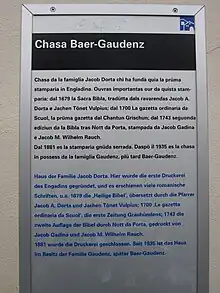 Chasa Baer-Gaudenz
Chasa da la famiglia Jacob Dorta chi ha fundà quia la prüma
stamparia in Engiadina. Ouvras importantas our da quista stam-
paria: dal 1679 la Sacra Bibla, tradütta dals ravarendas Jacob A.
Dorta e Jachen Tönet Vulpius; dal 1700 La gazetta ordinaria da
Scuol, la prüma gazetta dal Chantun Grischun; dal 1743 seguonda
ediziun da la Bibla tras Nott da Porta, stampada da Jacob Gadina
e Jacob M. Wilhelm Rauch.
Dal 1881 es la stamparia gnüda serrada. Daspö il 1935 es la chasa
in possess da la famiglia Gaudenz, plü tard Baer-Gaudenz.
Haus der Familie Jacob Dorta. Hier wurde die erste Druckerei
des Engadins gegründet, und es erschienen viele romanische
Schriften, u.a. 1679 die ‚Heilige Bibel', übersetzt durch die Pfarrer
Jacob A. Dorta und Jachen Tönet Vulpius; 1700 ‚La gazetta
ordinaria da Scuol', die erste Zeitung Graubündens; 1743 die
zweite Auflage der Bibel durch Nott da Porta, gedruckt von
Jacob Gadina und Jacob M. Wilhelm Rauch.
1881 wurde die Druckerei geschlossen. Seit 1935 ist das Haus
im Besitz der Familie Gaudenz, später Baer-Gaudenz.